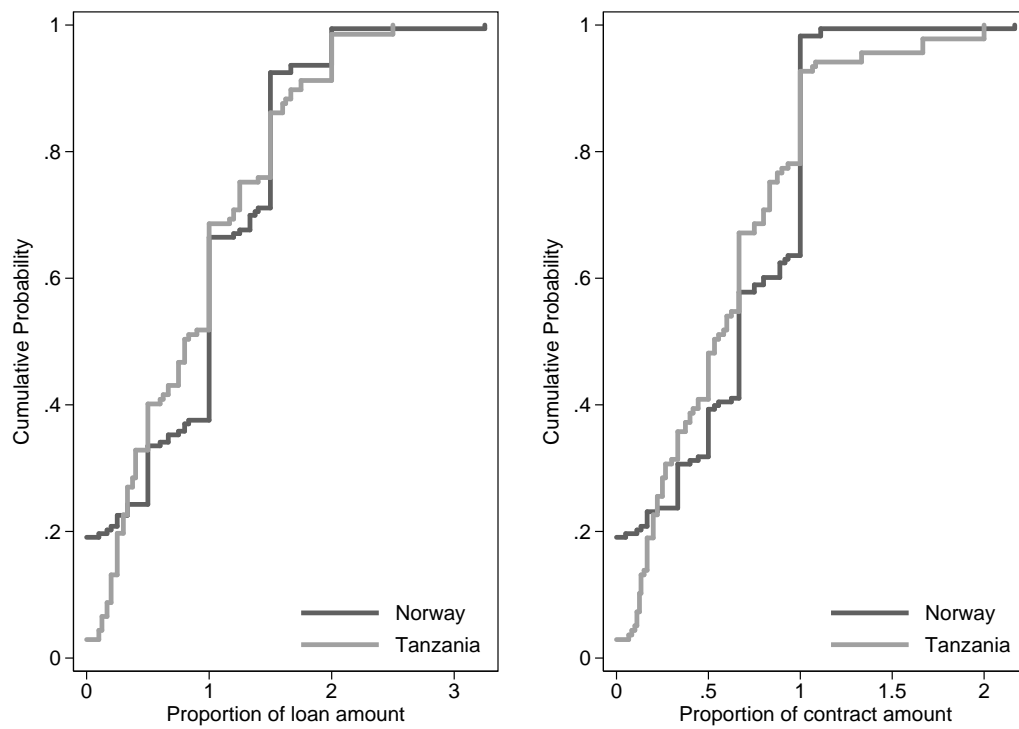 1
.8
.6
.4
.2
0
Cumulative Probability
Norway
Tanzania
0 1 2 3
Proportion of loan amount
1
.8
.6
.4
.2
0
Cumulative Probability
Norway
Tanzania
0 .5 1 1.5 2
Proportion of contract amount